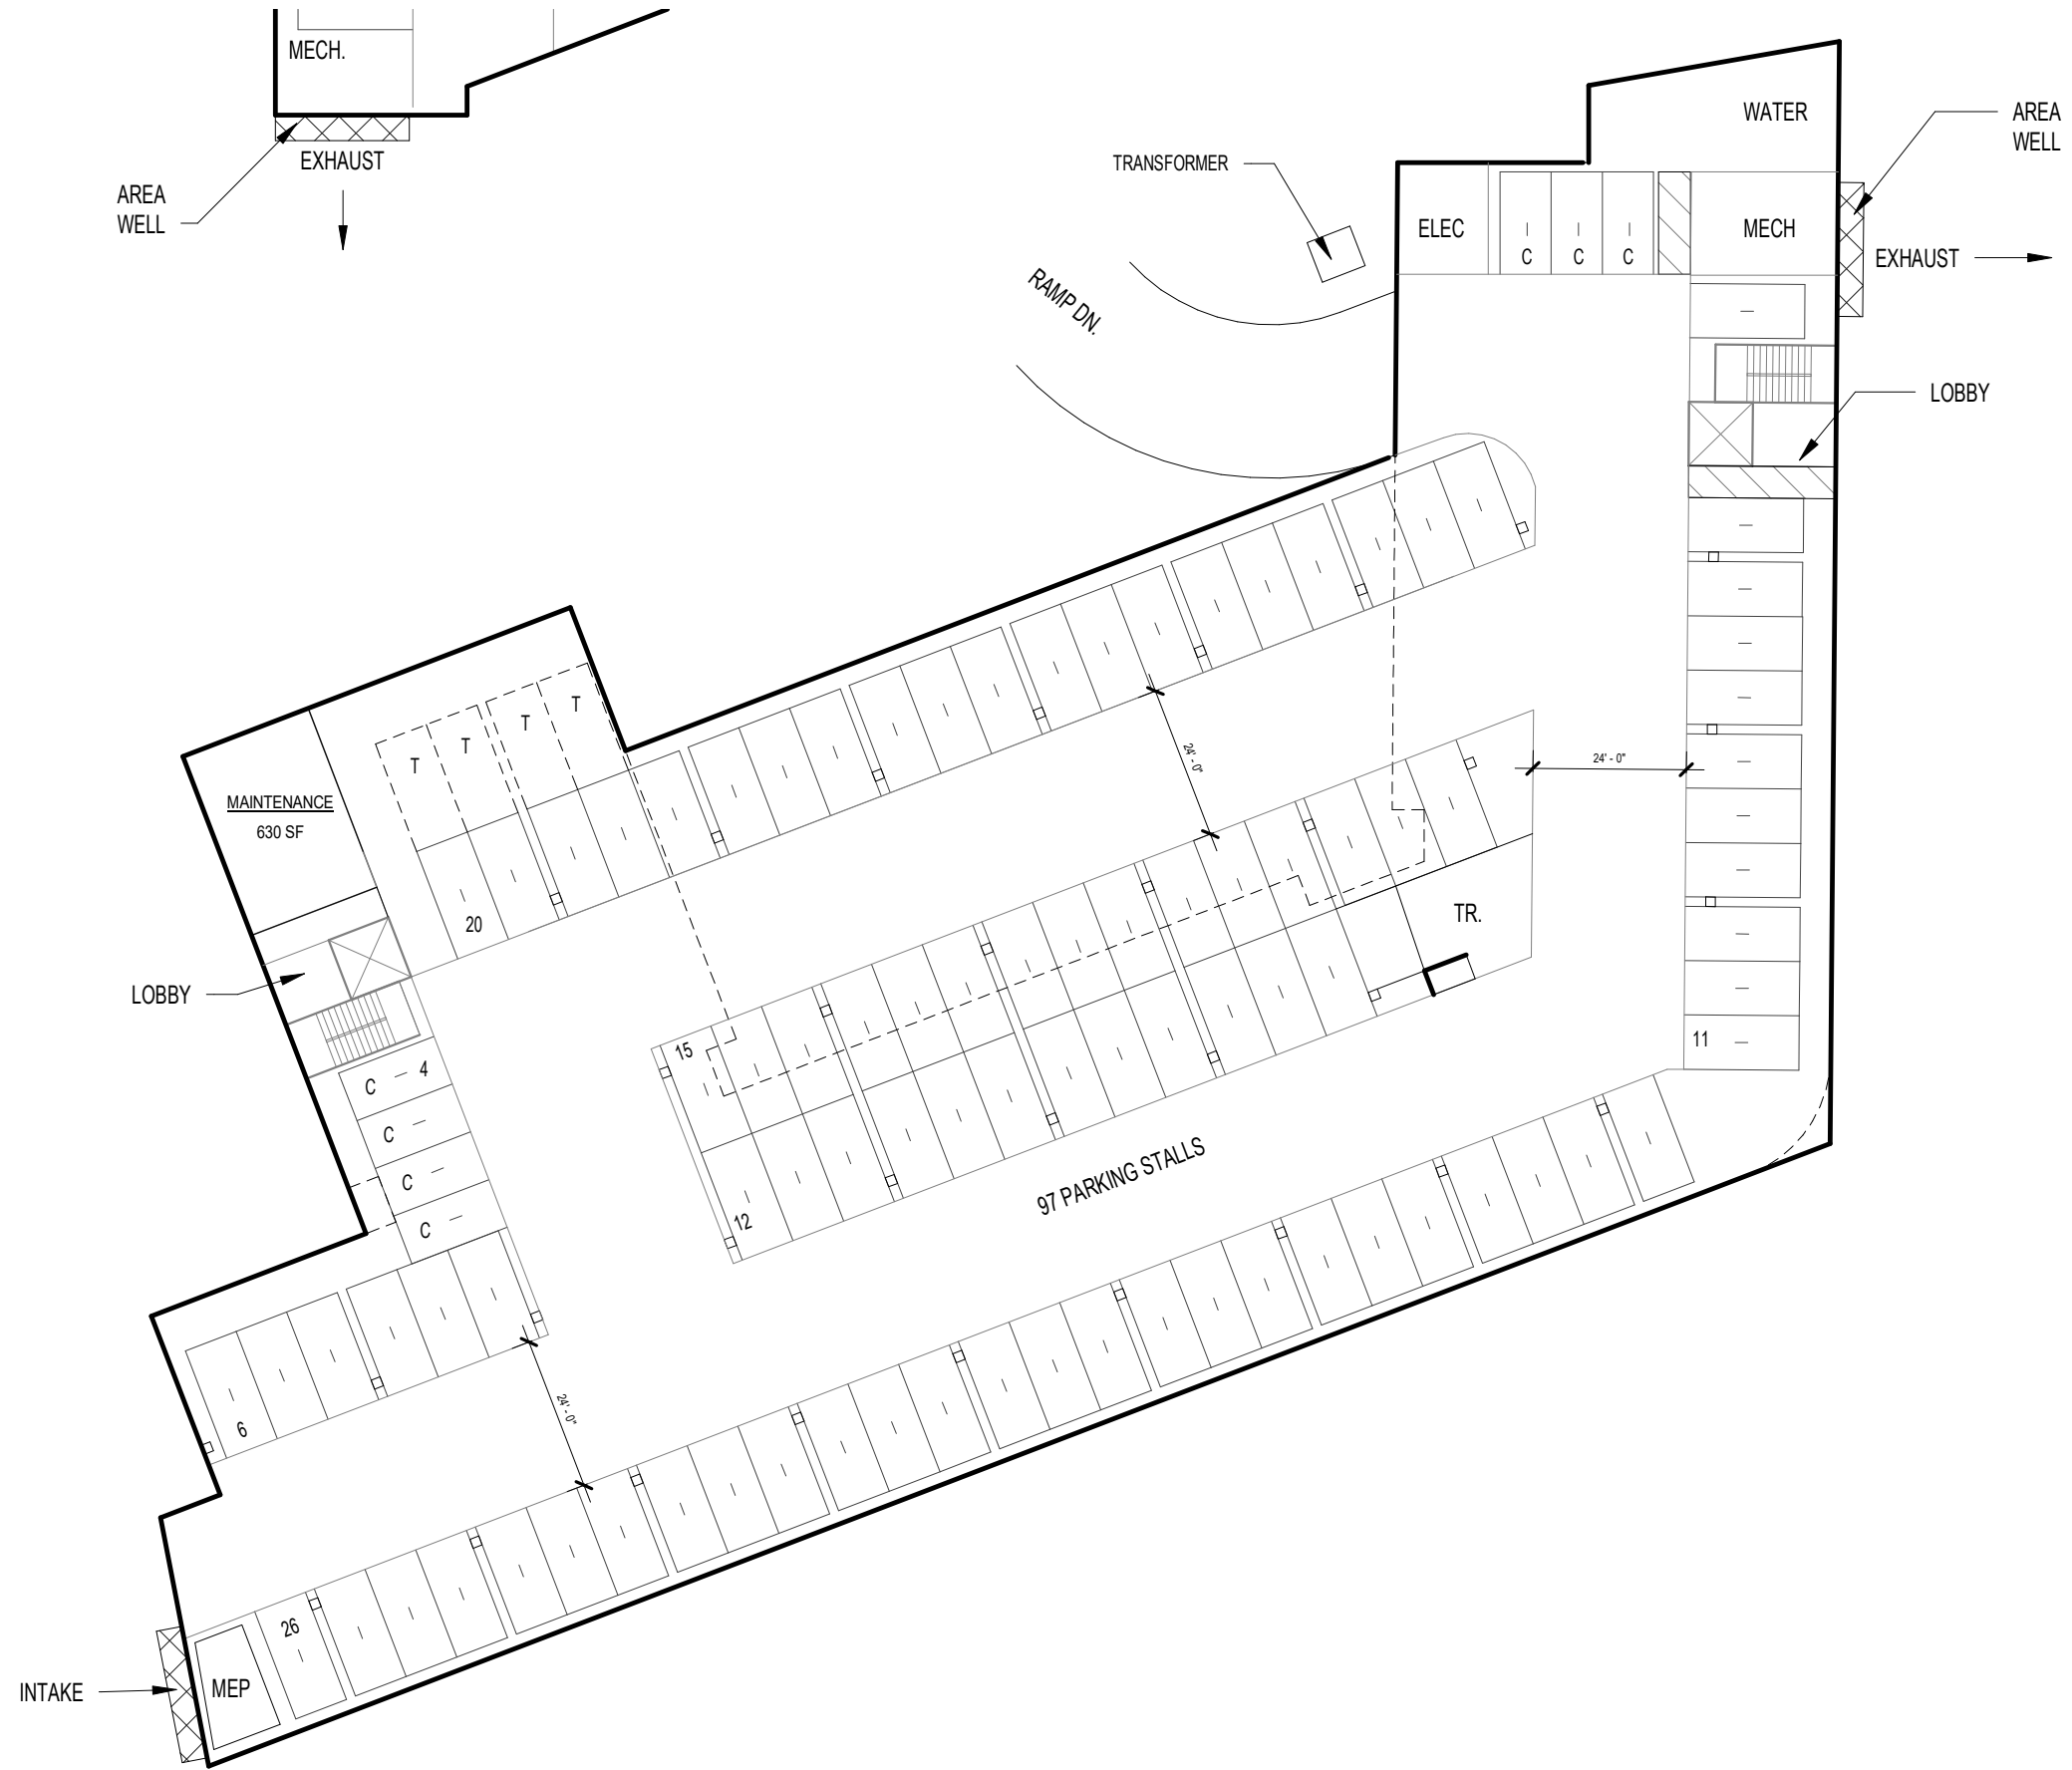 MECH.
EXHAUST
AREA
WELL
TRANSFORMER
RAMP DN.
WATER
AREA
WELL
ELEC
C
C
C
MECH
EXHAUST
LOBBY
T
T
T
T
MAINTENANCE
630 SF
20
24' - 0"
24' - 0"
TR.
LOBBY
15
11
C
4
C
C
C
12
97 PARKING STALLS
6
24' - 0"
26
MEP
INTAKE